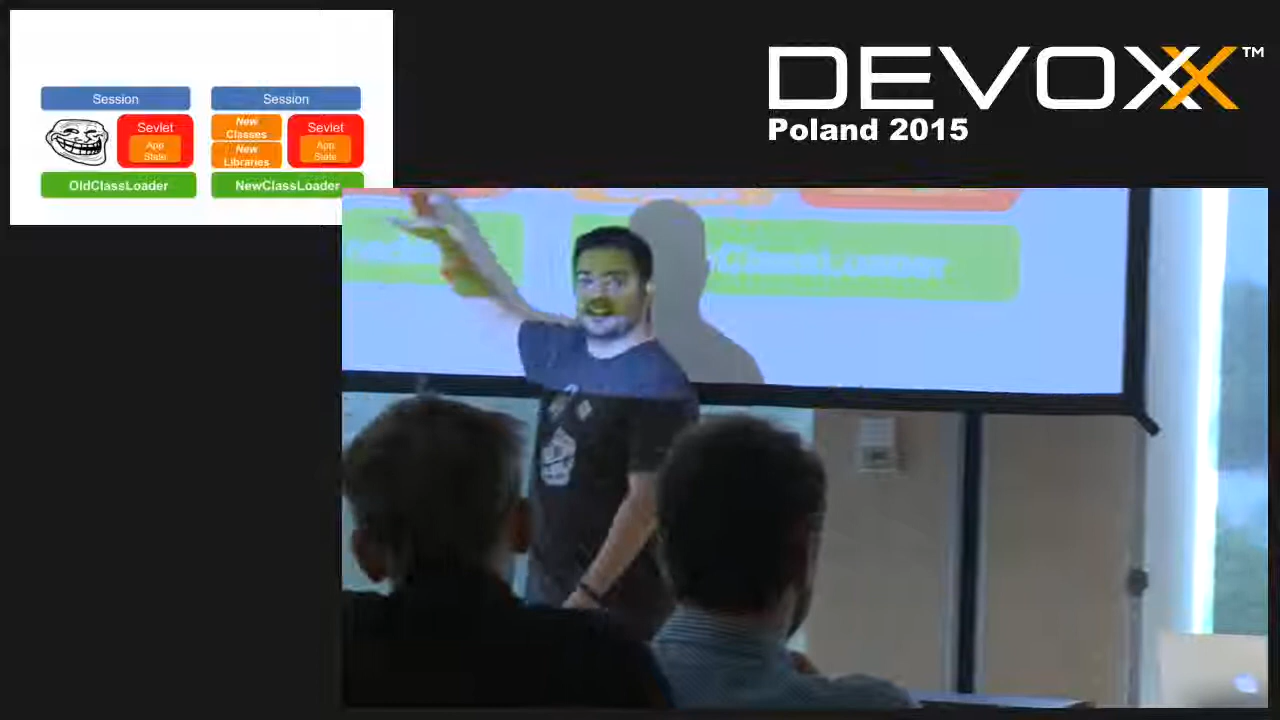 DEVOXX™
Poland 2015
Session
Session
Sevlet
App
State
New
Classes
New
Libraries
Sevlet
App
State
OldClassLoader
NewClassLoader
ClassLoader